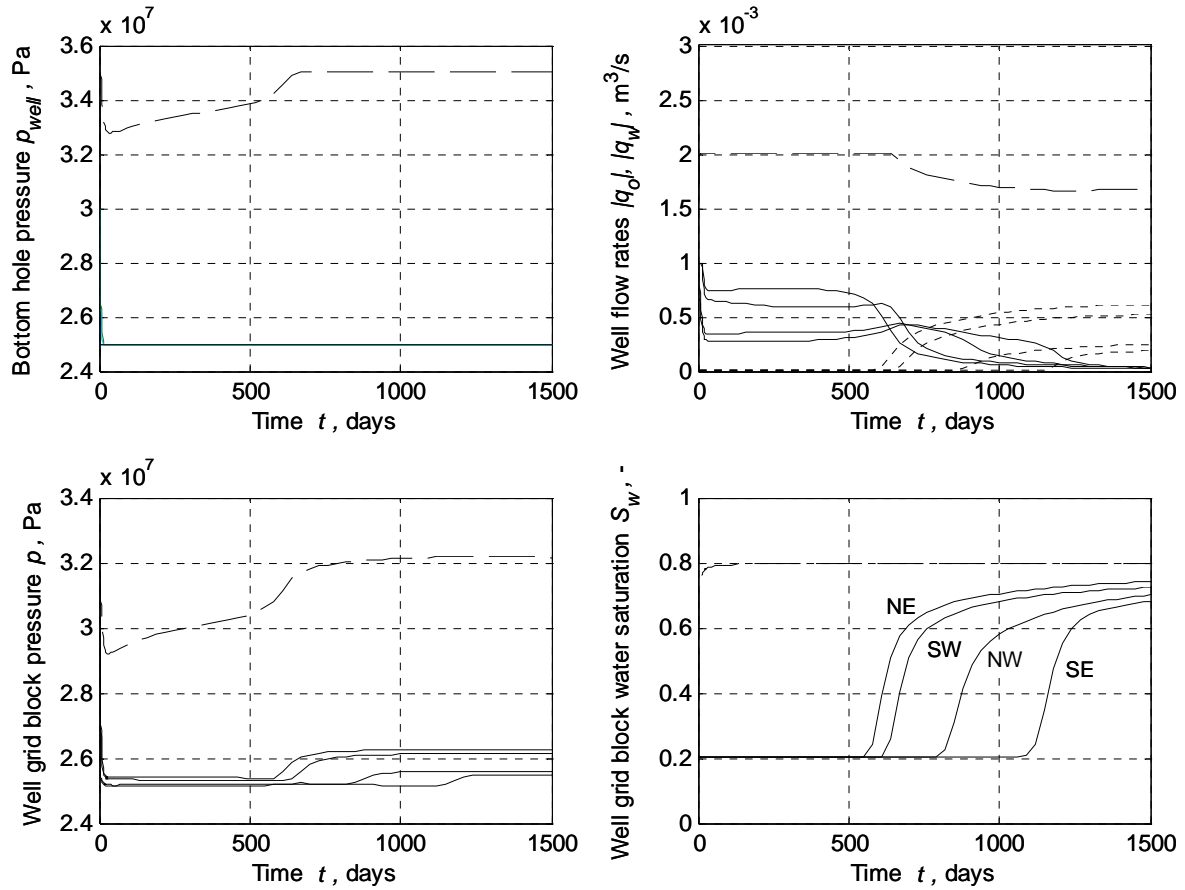 x 10^7
3.6
3.4
3.2
3
2.8
2.6
2.4
Bottom hole pressure p_well , Pa
0
500
1000
1500
Time t , days
x 10^-3
3
2.5
2
1.5
1
0.5
0
Well flow rates |q_o|, |q_w|, m^3/s
0
500
1000
1500
Time t , days
x 10^7
3.4
3.2
3
2.8
2.6
2.4
Well grid block pressure p , Pa
0
500
1000
1500
Time t , days
1
0.8
0.6
0.4
0.2
0
Well grid block water saturation S_w , -
NE
SW
NW
SE
0
500
1000
1500
Time t , days